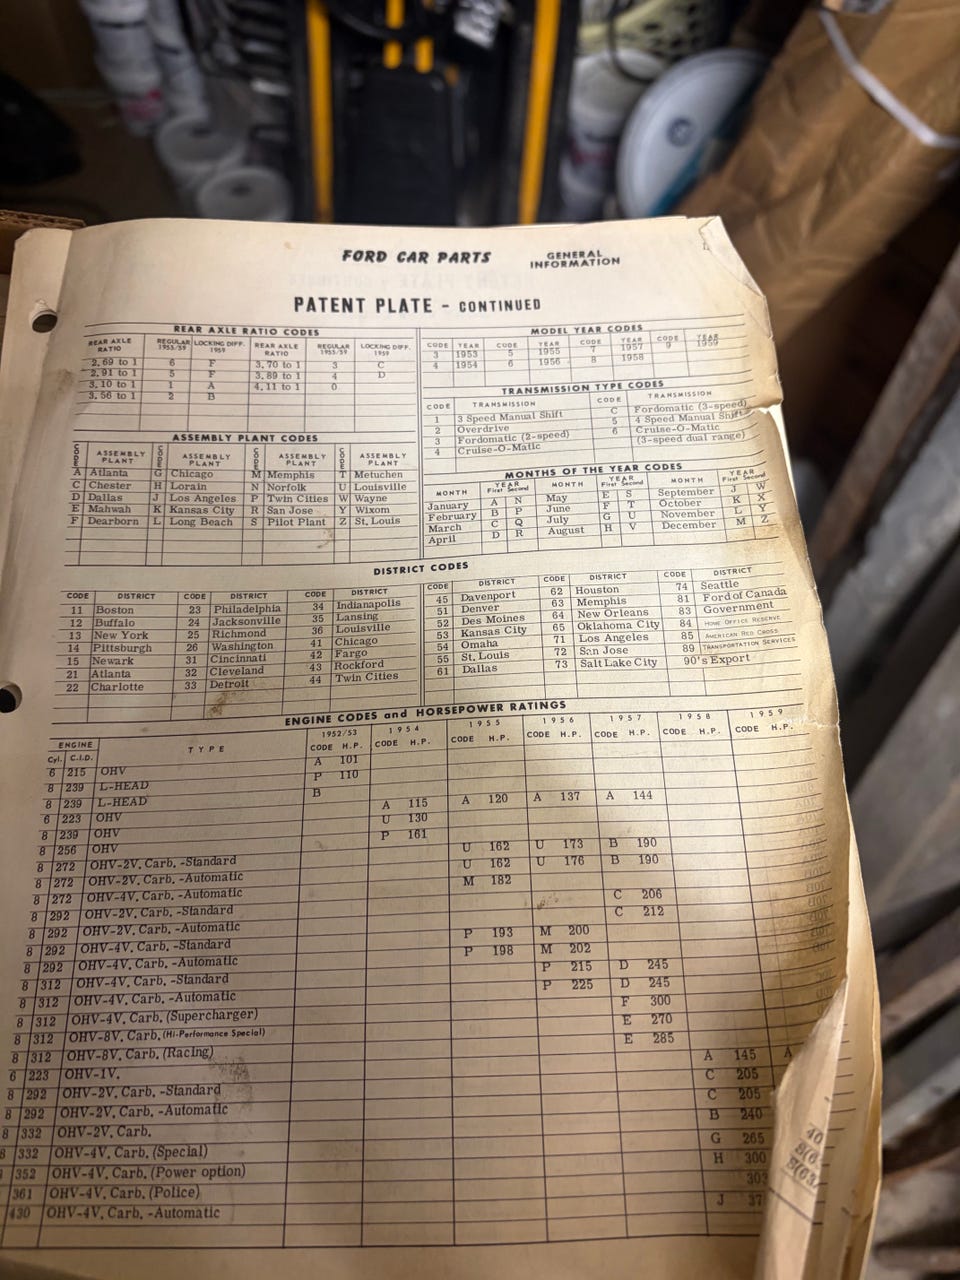 FORD CAR PARTS GENERAL INFORMATION
PATENT PLATE - CONTINUED
REAR AXLE RATIO CODES
REAR AXLE RATIO REGULAR 1953/59 LOCKING DIFF. 1959 REAR AXLE RATIO REGULAR 1953/59 LOCKING DIFF. 1959
2.69 to 1 6 F 3.70 to 1 3 C
2.91 to 1 5 F 3.89 to 1 4 D
3.10 to 1 1 A 4.11 to 1 0
3.56 to 1 2 B
MODEL YEAR CODES
CODE YEAR CODE YEAR CODE YEAR CODE YEAR
3 1953 5 1955 7 1957 9 1959
4 1954 6 1956 8 1958
TRANSMISSION TYPE CODES
CODE TRANSMISSION CODE TRANSMISSION
1 3 Speed Manual Shift C Fordomatic (3-speed)
2 Overdrive 5 4 Speed Manual Shift
3 Fordomatic (2-speed) 6 Cruise-O-Matic
4 Cruise-O-Matic (3-speed dual range)
ASSEMBLY PLANT CODES
CODE ASSEMBLY PLANT CODE ASSEMBLY PLANT CODE ASSEMBLY PLANT CODE ASSEMBLY PLANT
A Atlanta G Chicago M Memphis T Metuchen
C Chester H Lorain N Norfolk U Louisville
D Dallas J Los Angeles P Twin Cities W Wayne
E Mahwah K Kansas City R San Jose Y Wixom
F Dearborn L Long Beach S Pilot Plant Z St. Louis
MONTHS OF THE YEAR CODES
MONTH YEAR First Second MONTH YEAR First Second MONTH YEAR First Second
January A N May E S September J W
February B P June F T October K X
March C Q July G U November L Y
April D R August H V December M Z
DISTRICT CODES
CODE DISTRICT CODE DISTRICT CODE DISTRICT
11 Boston 23 Philadelphia 34 Indianapolis
12 Buffalo 24 Jacksonville 35 Lansing
13 New York 25 Richmond 36 Louisville
14 Pittsburgh 26 Washington 41 Chicago
15 Newark 31 Cincinnati 42 Fargo
21 Atlanta 32 Cleveland 43 Rockford
22 Charlotte 33 Detroit 44 Twin Cities
CODE DISTRICT CODE DISTRICT CODE DISTRICT
45 Davenport 62 Houston 74 Seattle
51 Denver 63 Memphis 81 Ford of Canada
52 Des Moines 64 New Orleans 83 Government
53 Kansas City 65 Oklahoma City 84 HOME OFFICE RESERVE
54 Omaha 71 Los Angeles 85 AMERICAN RED CROSS
55 St. Louis 72 San Jose 89 TRANSPORTATION SERVICES
61 Dallas 73 Salt Lake City 90's Export
ENGINE CODES and HORSEPOWER RATINGS
ENGINE TYPE 1952/53 1954 1955 1956 1957 1958 1959
Cyl. C.I.D. CODE H.P. CODE H.P. CODE H.P. CODE H.P. CODE H.P. CODE H.P. CODE H.P.
6 215 OHV A 101
8 239 L-HEAD P 110
8 239 L-HEAD B
6 223 OHV A 115 A 120 A 137 A 144
8 239 OHV U 130
8 256 OHV P 161
8 272 OHV-2V. Carb. -Standard U 162 U 173 B 190
8 272 OHV-2V. Carb. -Automatic U 162 U 176 B 190
8 272 OHV-4V. Carb. -Automatic M 182
8 292 OHV-2V. Carb. -Standard C 206
8 292 OHV-2V. Carb. -Automatic C 212
8 292 OHV-4V. Carb. -Standard P 193 M 200
8 292 OHV-4V. Carb. -Automatic P 198 M 202
8 312 OHV-4V. Carb. -Standard P 215 D 245
8 312 OHV-4V. Carb. -Automatic P 225 D 245
8 312 OHV-4V. Carb. (Supercharger) F 300
8 312 OHV-8V. Carb. (Hi-Performance Special) E 270
8 312 OHV-8V. Carb. (Racing) E 285
6 223 OHV-1V. A 145 A
8 292 OHV-2V. Carb. -Standard C 205
8 292 OHV-2V. Carb. -Automatic C 205
8 332 OHV-2V. Carb. B 240
8 332 OHV-4V. Carb. (Special) G 265
352 OHV-4V. Carb. (Power option) H 300
361 OHV-4V. Carb. (Police) 303
430 OHV-4V. Carb. -Automatic J 37
40